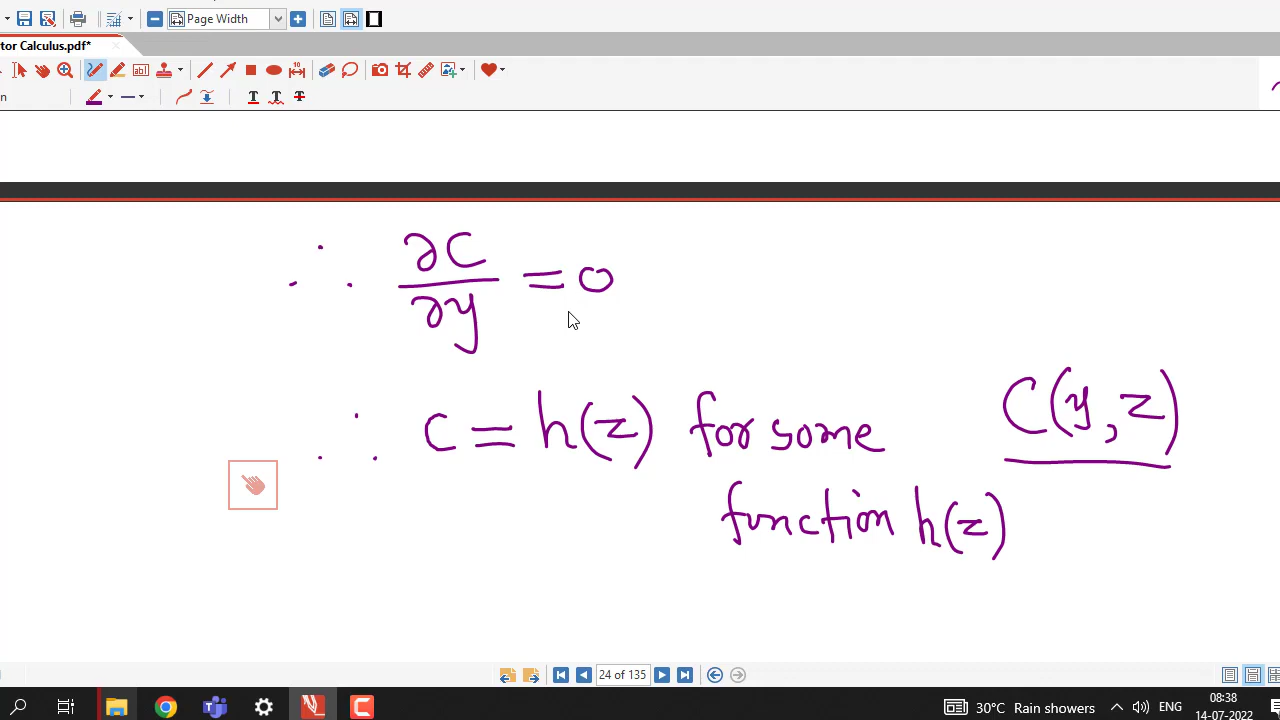 Page Width
tor Calculus.pdf*
n
∴ ∂C/∂y = 0
∴ C = h(z) for some
C(y, z)
function h(z)
24 of 135
30°C Rain showers
ENG
08:38
14-07-2022